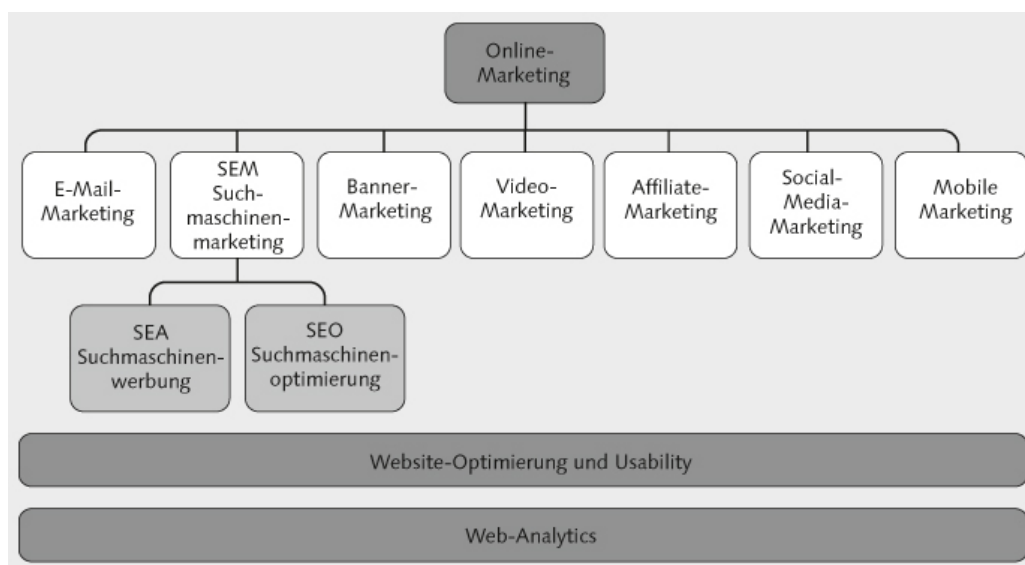 Online-
Marketing
E-Mail-
Marketing
SEM
Such-
maschinen-
marketing
Banner-
Marketing
Video-
Marketing
Affiliate-
Marketing
Social-
Media-
Marketing
Mobile
Marketing
SEA
Suchmaschinen-
werbung
SEO
Suchmaschinen-
optimierung
Website-Optimierung und Usability
Web-Analytics